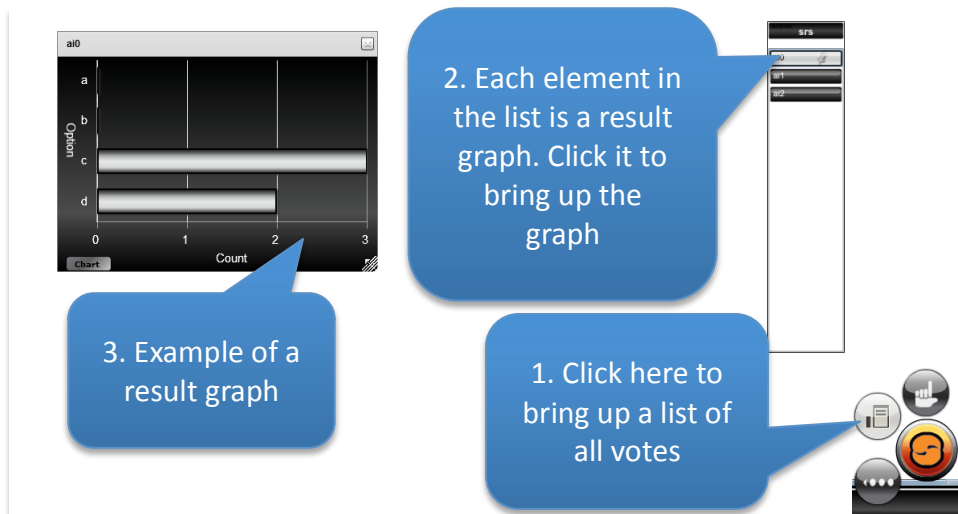 ai0
a
b
c
d
Option
0 1 2 3
Count
Chart
2. Each element in
the list is a result
graph. Click it to
bring up the
graph
srs
ai1
ai2
3. Example of a
result graph
1. Click here to
bring up a list of
all votes